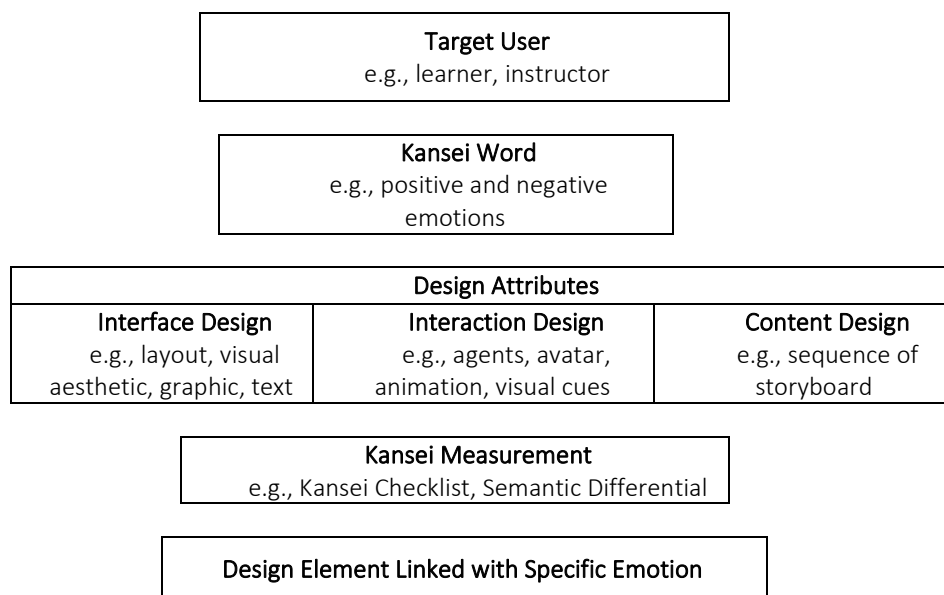 Target User
e.g., learner, instructor
Kansei Word
e.g., positive and negative
emotions
Design Attributes
Interface Design
e.g., layout, visual
aesthetic, graphic, text
Interaction Design
e.g., agents, avatar,
animation, visual cues
Content Design
e.g., sequence of
storyboard
Kansei Measurement
e.g., Kansei Checklist, Semantic Differential
Design Element Linked with Specific Emotion